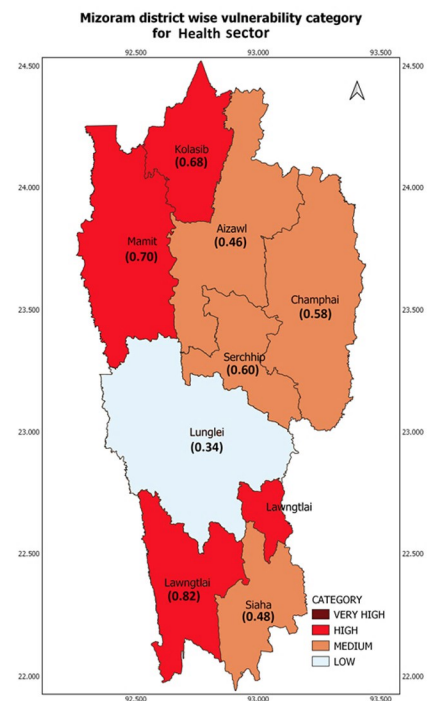 Mizoram district wise vulnerability category
for Health sector
92.500 93.000 93.500
24.500 24.500
Kolasib
(0.68)
24.000 24.000
Aizawl
(0.46)
Mamit
(0.70)
Champhai
(0.58)
23.500 23.500
Serchhip
(0.60)
23.000 23.000
Lunglei
(0.34)
Lawngtlai
22.500 22.500
Lawngtlai
(0.82)
Siaha
(0.48)
CATEGORY
VERY HIGH
HIGH
MEDIUM
LOW
22.000 22.000
92.500 93.000 93.500